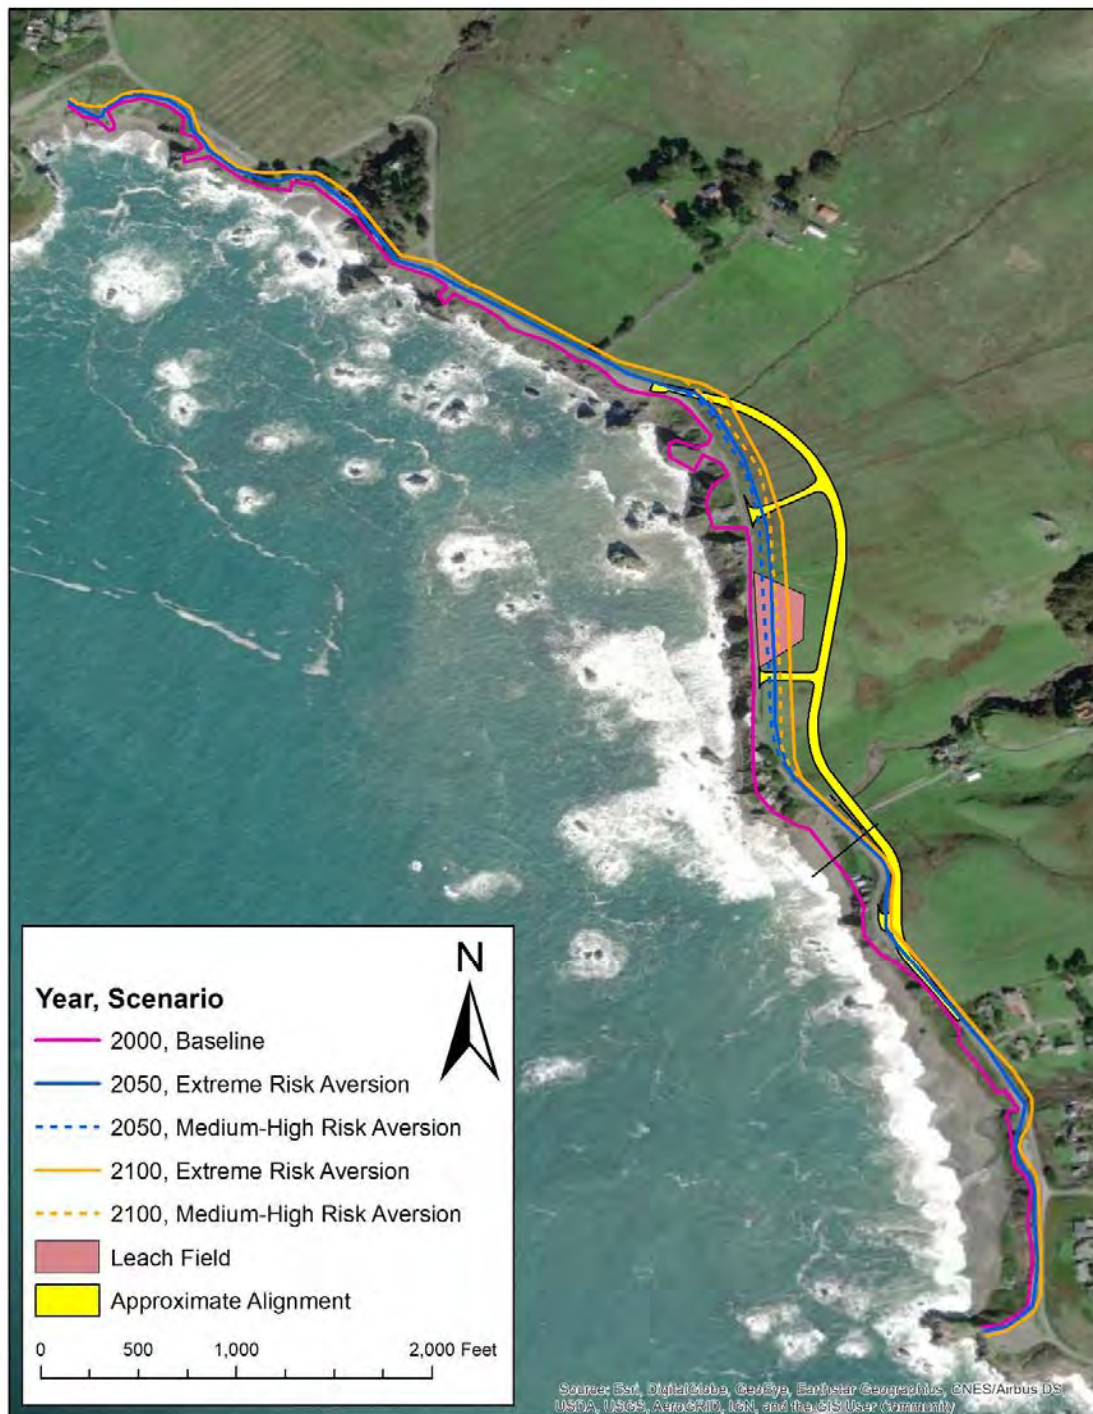 N
Year, Scenario
2000, Baseline
2050, Extreme Risk Aversion
2050, Medium-High Risk Aversion
2100, Extreme Risk Aversion
2100, Medium-High Risk Aversion
Leach Field
Approximate Alignment
0 500 1,000 2,000 Feet
Source: Esri, DigitalGlobe, GeoEye, Earthstar Geographics, CNES/Airbus DS,
USDA, USGS, AeroGRID, IGN, and the GIS User Community